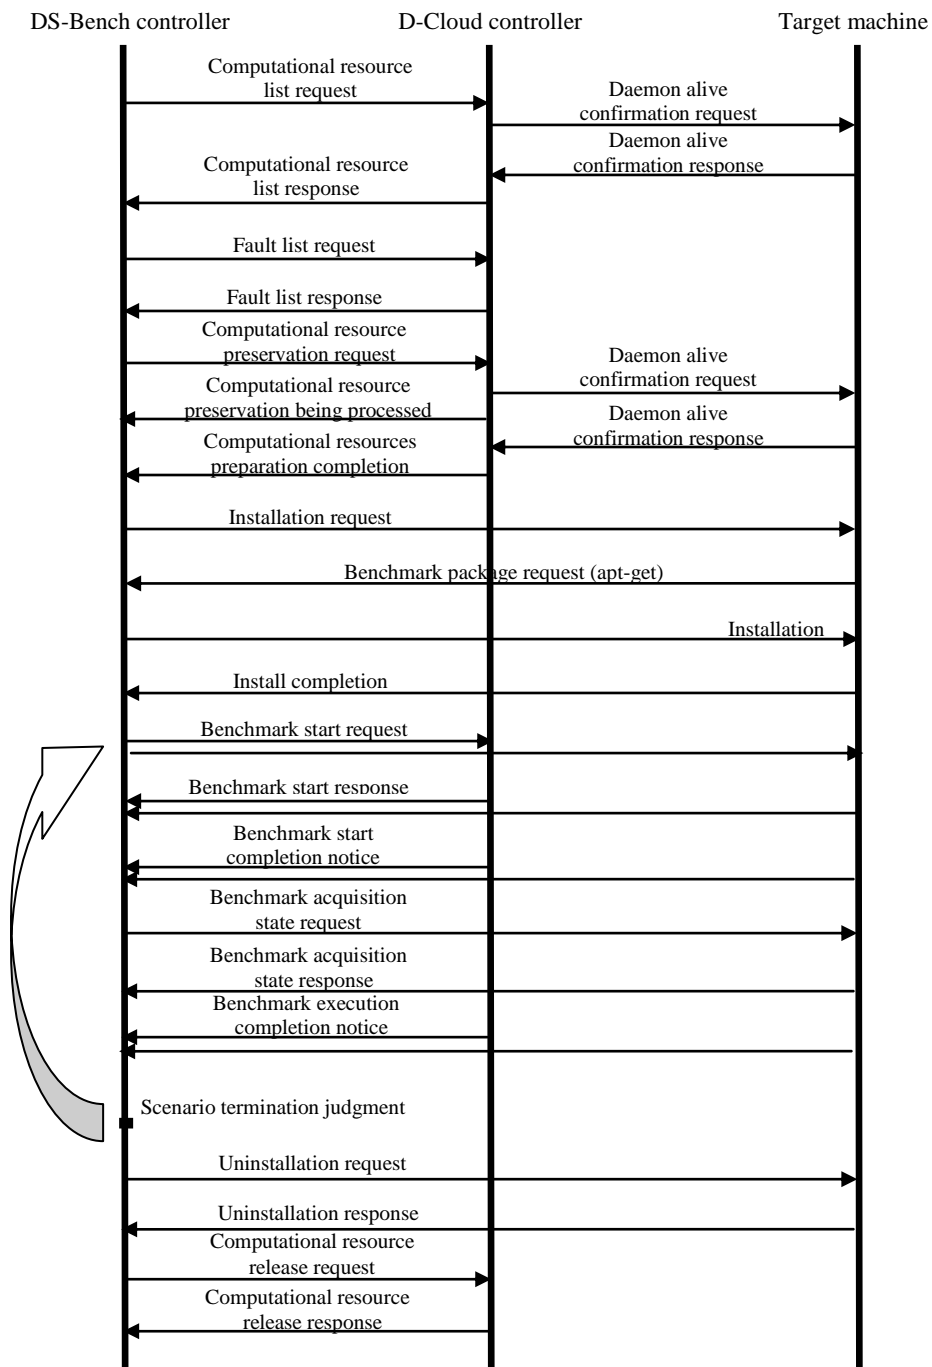 DS-Bench controller
D-Cloud controller
Target machine
Computational resource
list request
Daemon alive
confirmation request
Daemon alive
confirmation response
Computational resource
list response
Fault list request
Fault list response
Computational resource
preservation request
Daemon alive
confirmation request
Computational resource
preservation being processed
Daemon alive
confirmation response
Computational resources
preparation completion
Installation request
Benchmark package request (apt-get)
Installation
Install completion
Benchmark start request
Benchmark start response
Benchmark start
completion notice
Benchmark acquisition
state request
Benchmark acquisition
state response
Benchmark execution
completion notice
Scenario termination judgment
Uninstallation request
Uninstallation response
Computational resource
release request
Computational resource
release response